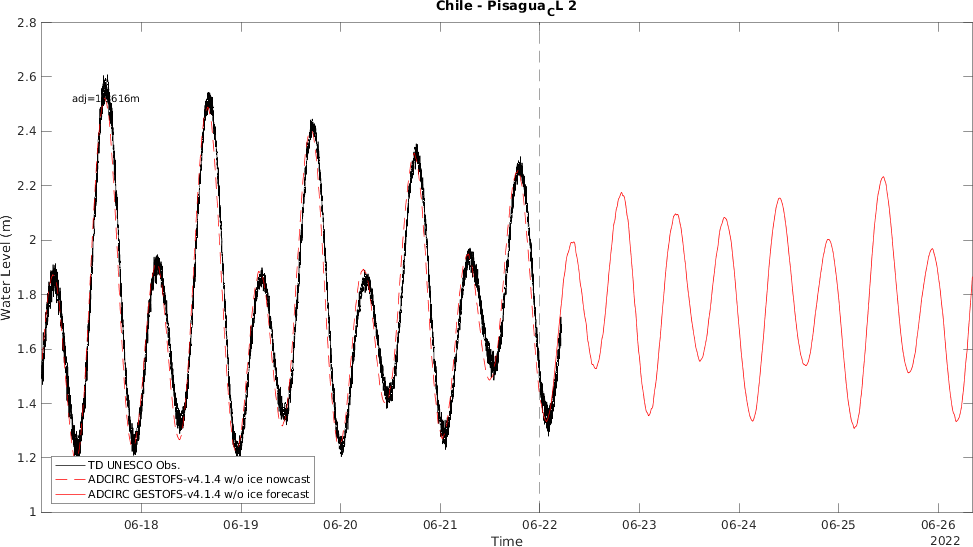 Chile - Pisagua_CL 2
2.8
2.6
adj=1.616m
2.4
2.2
2
Water Level (m)
1.8
1.6
1.4
1.2
1
TD UNESCO Obs.
ADCIRC GESTOFS-v4.1.4 w/o ice nowcast
ADCIRC GESTOFS-v4.1.4 w/o ice forecast
06-18 06-19 06-20 06-21 06-22 06-23 06-24 06-25 06-26
Time
2022